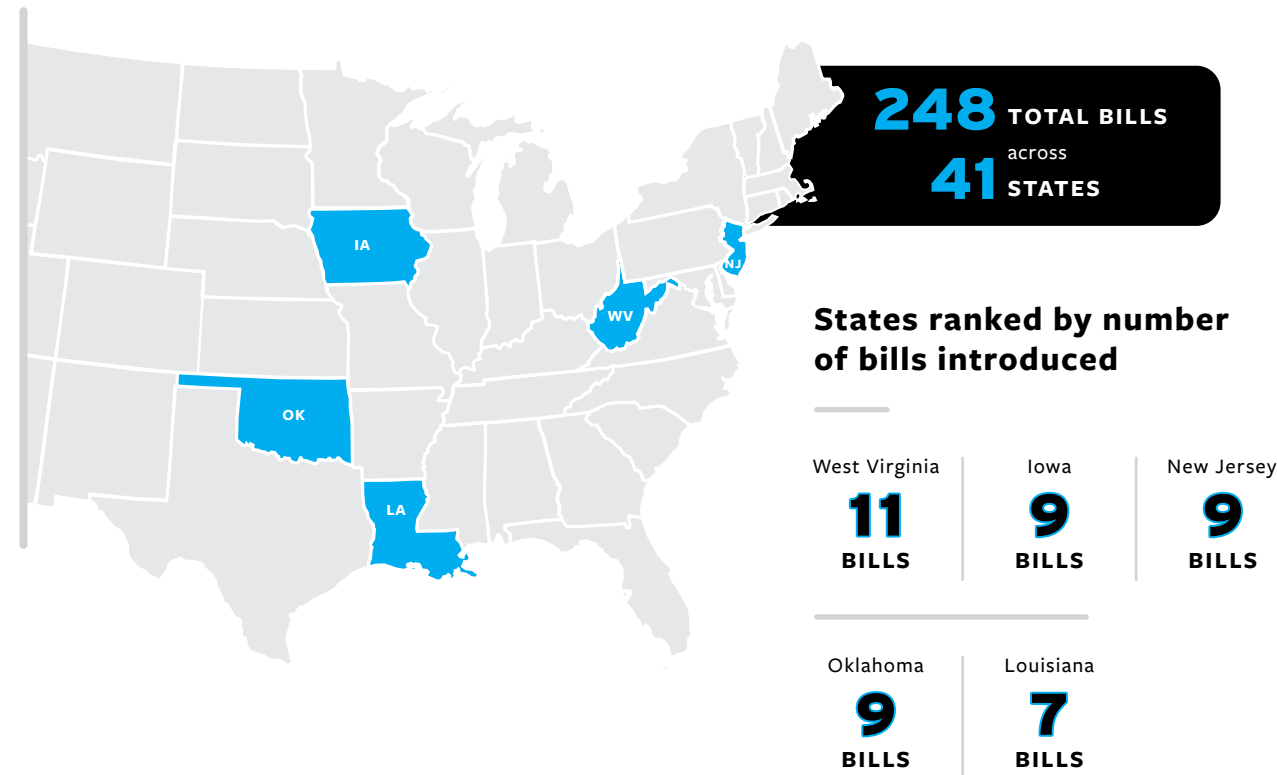 248 TOTAL BILLS
across
41 STATES
IA
NJ
WV
OK
LA
States ranked by number
of bills introduced
West Virginia
11
BILLS
Iowa
9
BILLS
New Jersey
9
BILLS
Oklahoma
9
BILLS
Louisiana
7
BILLS